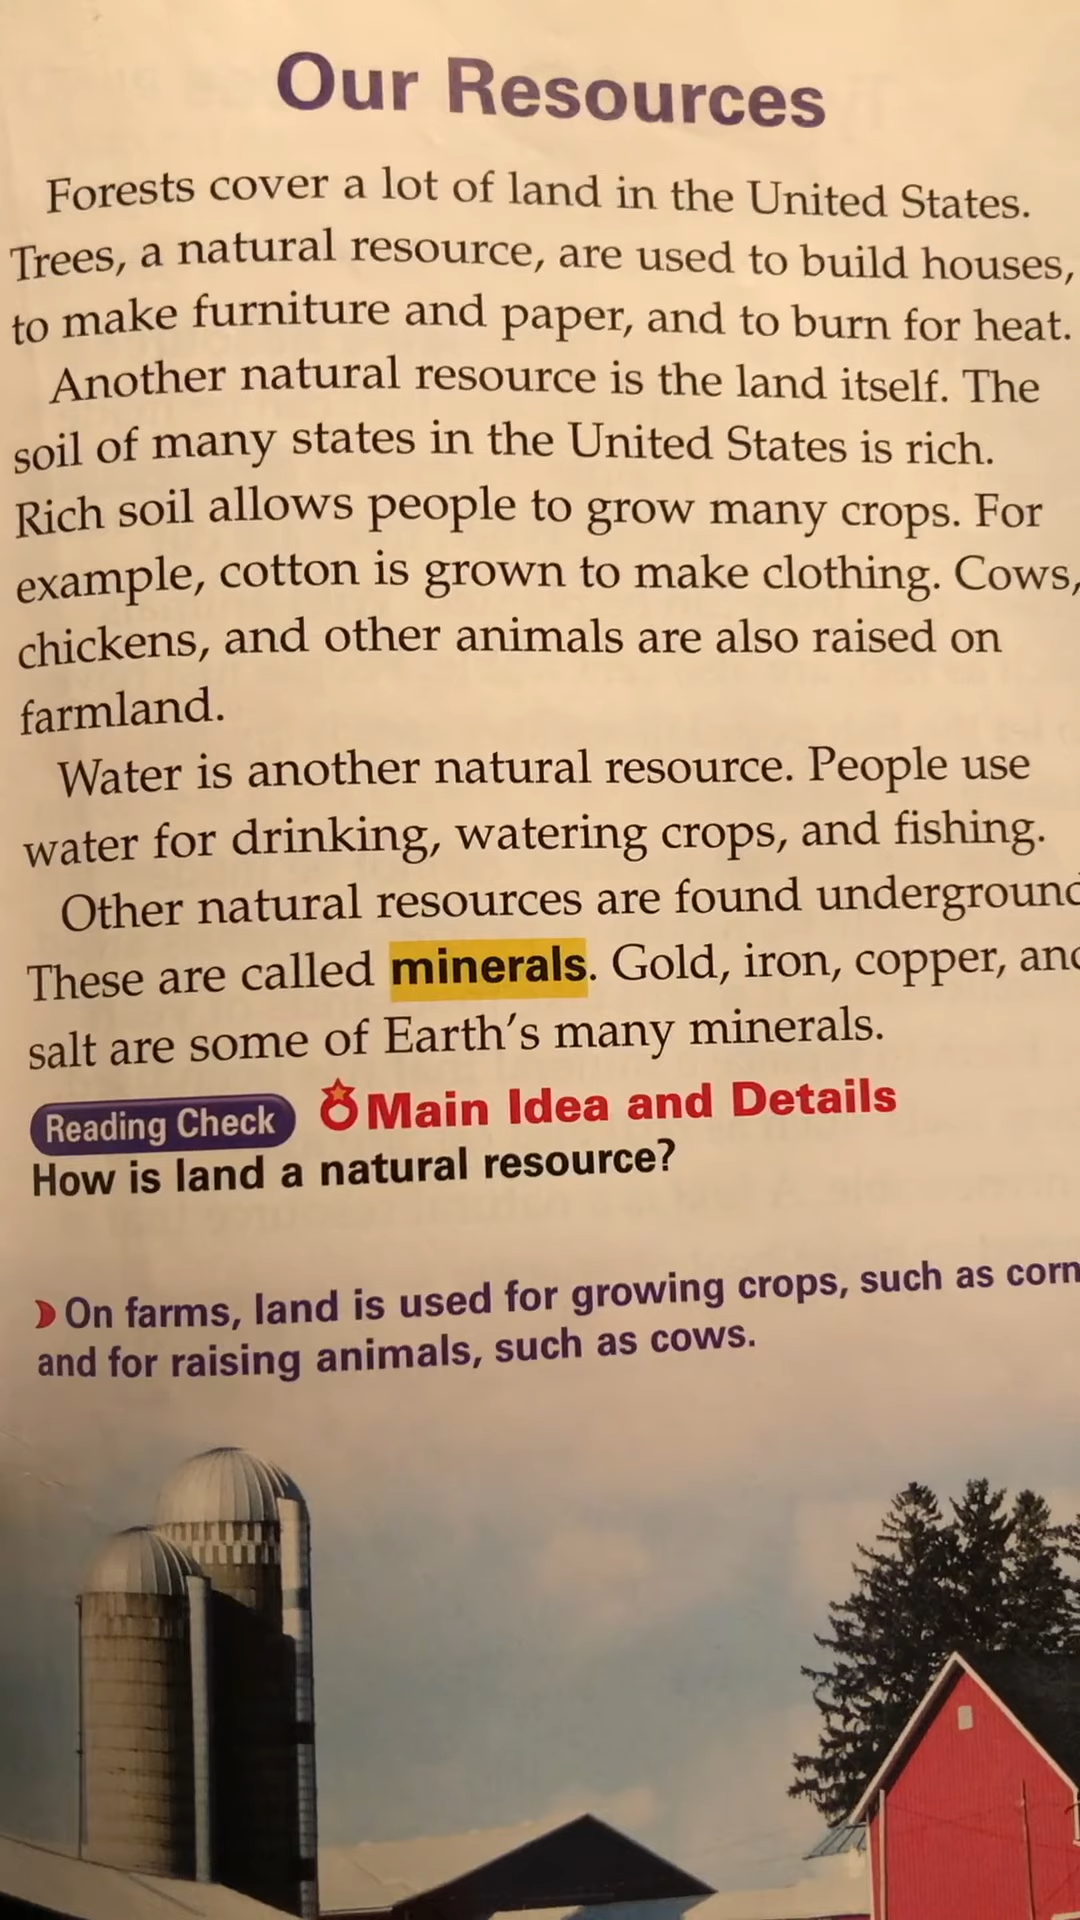 Our Resources
Forests cover a lot of land in the United States.
Trees, a natural resource, are used to build houses,
to make furniture and paper, and to burn for heat.
Another natural resource is the land itself. The
soil of many states in the United States is rich.
Rich soil allows people to grow many crops. For
example, cotton is grown to make clothing. Cows,
chickens, and other animals are also raised on
farmland.
Water is another natural resource. People use
water for drinking, watering crops, and fishing.
Other natural resources are found underground
These are called minerals. Gold, iron, copper, and
salt are some of Earth's many minerals.
Reading Check Main Idea and Details
How is land a natural resource?
On farms, land is used for growing crops, such as corn
and for raising animals, such as cows.